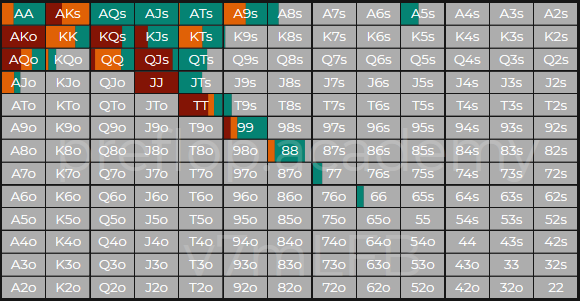 AA AKs AQs AJs ATs A9s A8s A7s A6s A5s A4s A3s A2s
AKo KK KQs KJs KTs K9s K8s K7s K6s K5s K4s K3s K2s
AQo KQo QQ QJs QTs Q9s Q8s Q7s Q6s Q5s Q4s Q3s Q2s
AJo KJo QJo JJ JTs J9s J8s J7s J6s J5s J4s J3s J2s
ATo KTo QTo JTo TT T9s T8s T7s T6s T5s T4s T3s T2s
A9o K9o Q9o J9o T9o 99 98s 97s 96s 95s 94s 93s 92s
A8o K8o Q8o J8o T8o 98o 88 87s 86s 85s 84s 83s 82s
preflop.academy
A7o K7o Q7o J7o T7o 97o 87o 77 76s 75s 74s 73s 72s
A6o K6o Q6o J6o T6o 96o 86o 76o 66 65s 64s 63s 62s
A5o K5o Q5o J5o T5o 95o 85o 75o 65o 55 54s 53s 52s
A4o K4o Q4o J4o T4o 94o 84o 74o 64o 54o 44 43s 42s
A3o K3o Q3o J3o T3o 93o 83o 73o 63o 53o 43o 33 32s
A2o K2o Q2o J2o T2o 92o 82o 72o 62o 52o 42o 32o 22